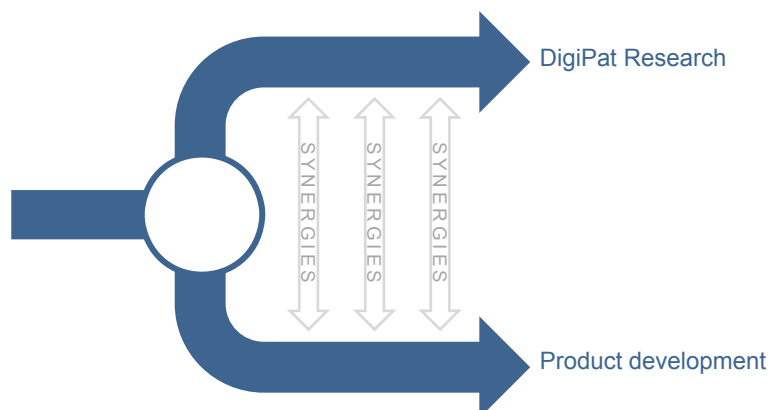 DigiPat Research
SYNERGIES
SYNERGIES
SYNERGIES
Product development